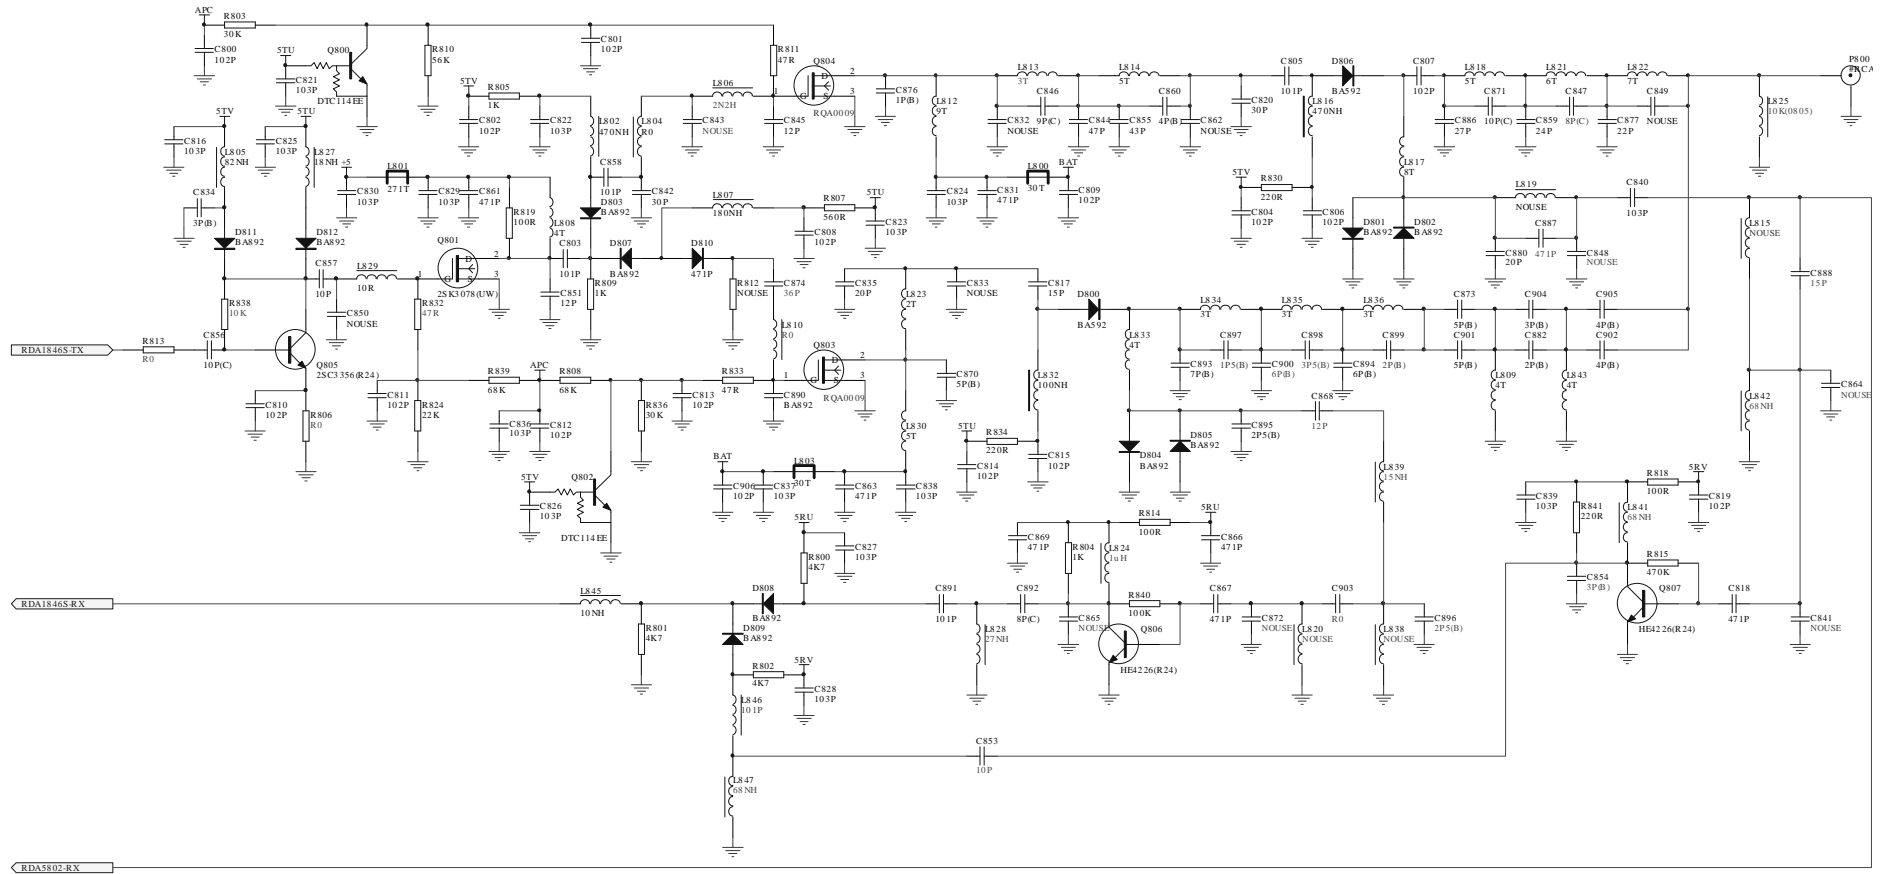 APC
R803
30K
C800
102P
5TU
Q800
C821
103P
DTC114EE
R810
56K
C801
102P
R811
47R
Q804
D
G
S
2
3
1
RQA0009
C876
1P(B)
5TV
R805
1K
C802
102P
C822
103P
L802
470NH
L804
R0
L806
2N2H
C843
NOUSE
C845
12P
L812
9T
L813
3T
C846
9P(C)
C832
NOUSE
L814
5T
C844
47P
C855
43P
C860
4P(B)
C862
NOUSE
C820
30P
C805
101P
L816
470NH
D806
BA592
C807
102P
L818
5T
L821
6T
L822
7T
C871
10P(C)
C847
8P(C)
C849
NOUSE
C886
27P
C859
24P
C877
22P
L825
10K(0805)
P800
5TV
C816
103P
L805
82NH
5TU
C825
103P
L827
18NH
+5
L801
271T
C830
103P
C829
103P
C861
471P
R819
100R
L808
4T
C858
101P
D803
BA892
C842
30P
L807
180NH
R807
560R
5TU
C823
103P
C808
102P
C824
103P
C831
471P
L800
30T
BAT
C809
102P
5TV
R830
220R
C804
102P
C806
102P
L817
8T
D801
BA892
D802
BA892
L819
NOUSE
C840
103P
C887
471P
C880
20P
C848
NOUSE
L815
NOUSE
C888
15P
C834
3P(B)
D811
BA892
D812
BA892
C857
10P
L829
10R
C850
NOUSE
Q801
D
G
S
1
2
3
2SK3078(UW)
R832
47R
C803
101P
C851
12P
R809
1K
D807
BA892
D810
471P
R812
NOUSE
C874
36P
L810
R0
C835
20P
L823
2T
C833
NOUSE
C817
15P
D800
BA592
L833
4T
L834
3T
L835
3T
L836
3T
C873
5P(B)
C904
3P(B)
C905
4P(B)
C897
1P5(B)
C898
3P5(B)
C899
2P(B)
C901
5P(B)
C882
2P(B)
C902
4P(B)
C893
7P(B)
C900
6P(B)
C894
6P(B)
L809
4T
L843
4T
R838
10K
RDA1846S-TX
R813
R0
C856
10P(C)
Q805
2SC3356(R24)
C810
102P
R806
R0
C811
102P
R824
22K
R839
68K
APC
R808
68K
C836
103P
C812
102P
R836
30K
C813
102P
R833
47R
Q803
D
G
S
1
2
3
C890
BA892
RQA0009
C870
5P(B)
L832
100NH
L830
5T
5TU
R834
220R
C814
102P
C815
102P
D804
BA892
D805
BA892
C895
2P5(B)
C868
12P
L839
15NH
C864
NOUSE
L842
68NH
BAT
L803
30T
C906
102P
C837
103P
C863
471P
C838
103P
5TV
Q802
C826
103P
DTC114EE
5RU
C827
103P
R800
4K7
C869
471P
R804
1K
L824
1uH
R814
100R
5RU
C866
471P
C839
103P
R841
220R
R818
100R
5RV
L841
68NH
C819
102P
C854
3P(B)
R815
470K
Q807
HE4226(R24)
C818
471P
C841
NOUSE
RDA1846S-RX
L845
10NH
R801
4K7
D808
BA892
D809
BA892
C891
101P
C892
8P(C)
L828
27NH
C865
NOUSE
R840
100K
Q806
HE4226(R24)
C867
471P
C872
NOUSE
L820
NOUSE
C903
R0
L838
NOUSE
C896
2P5(B)
R802
4K7
5RV
C828
103P
L846
101P
C853
10P
L847
68NH
RDA5802-RX